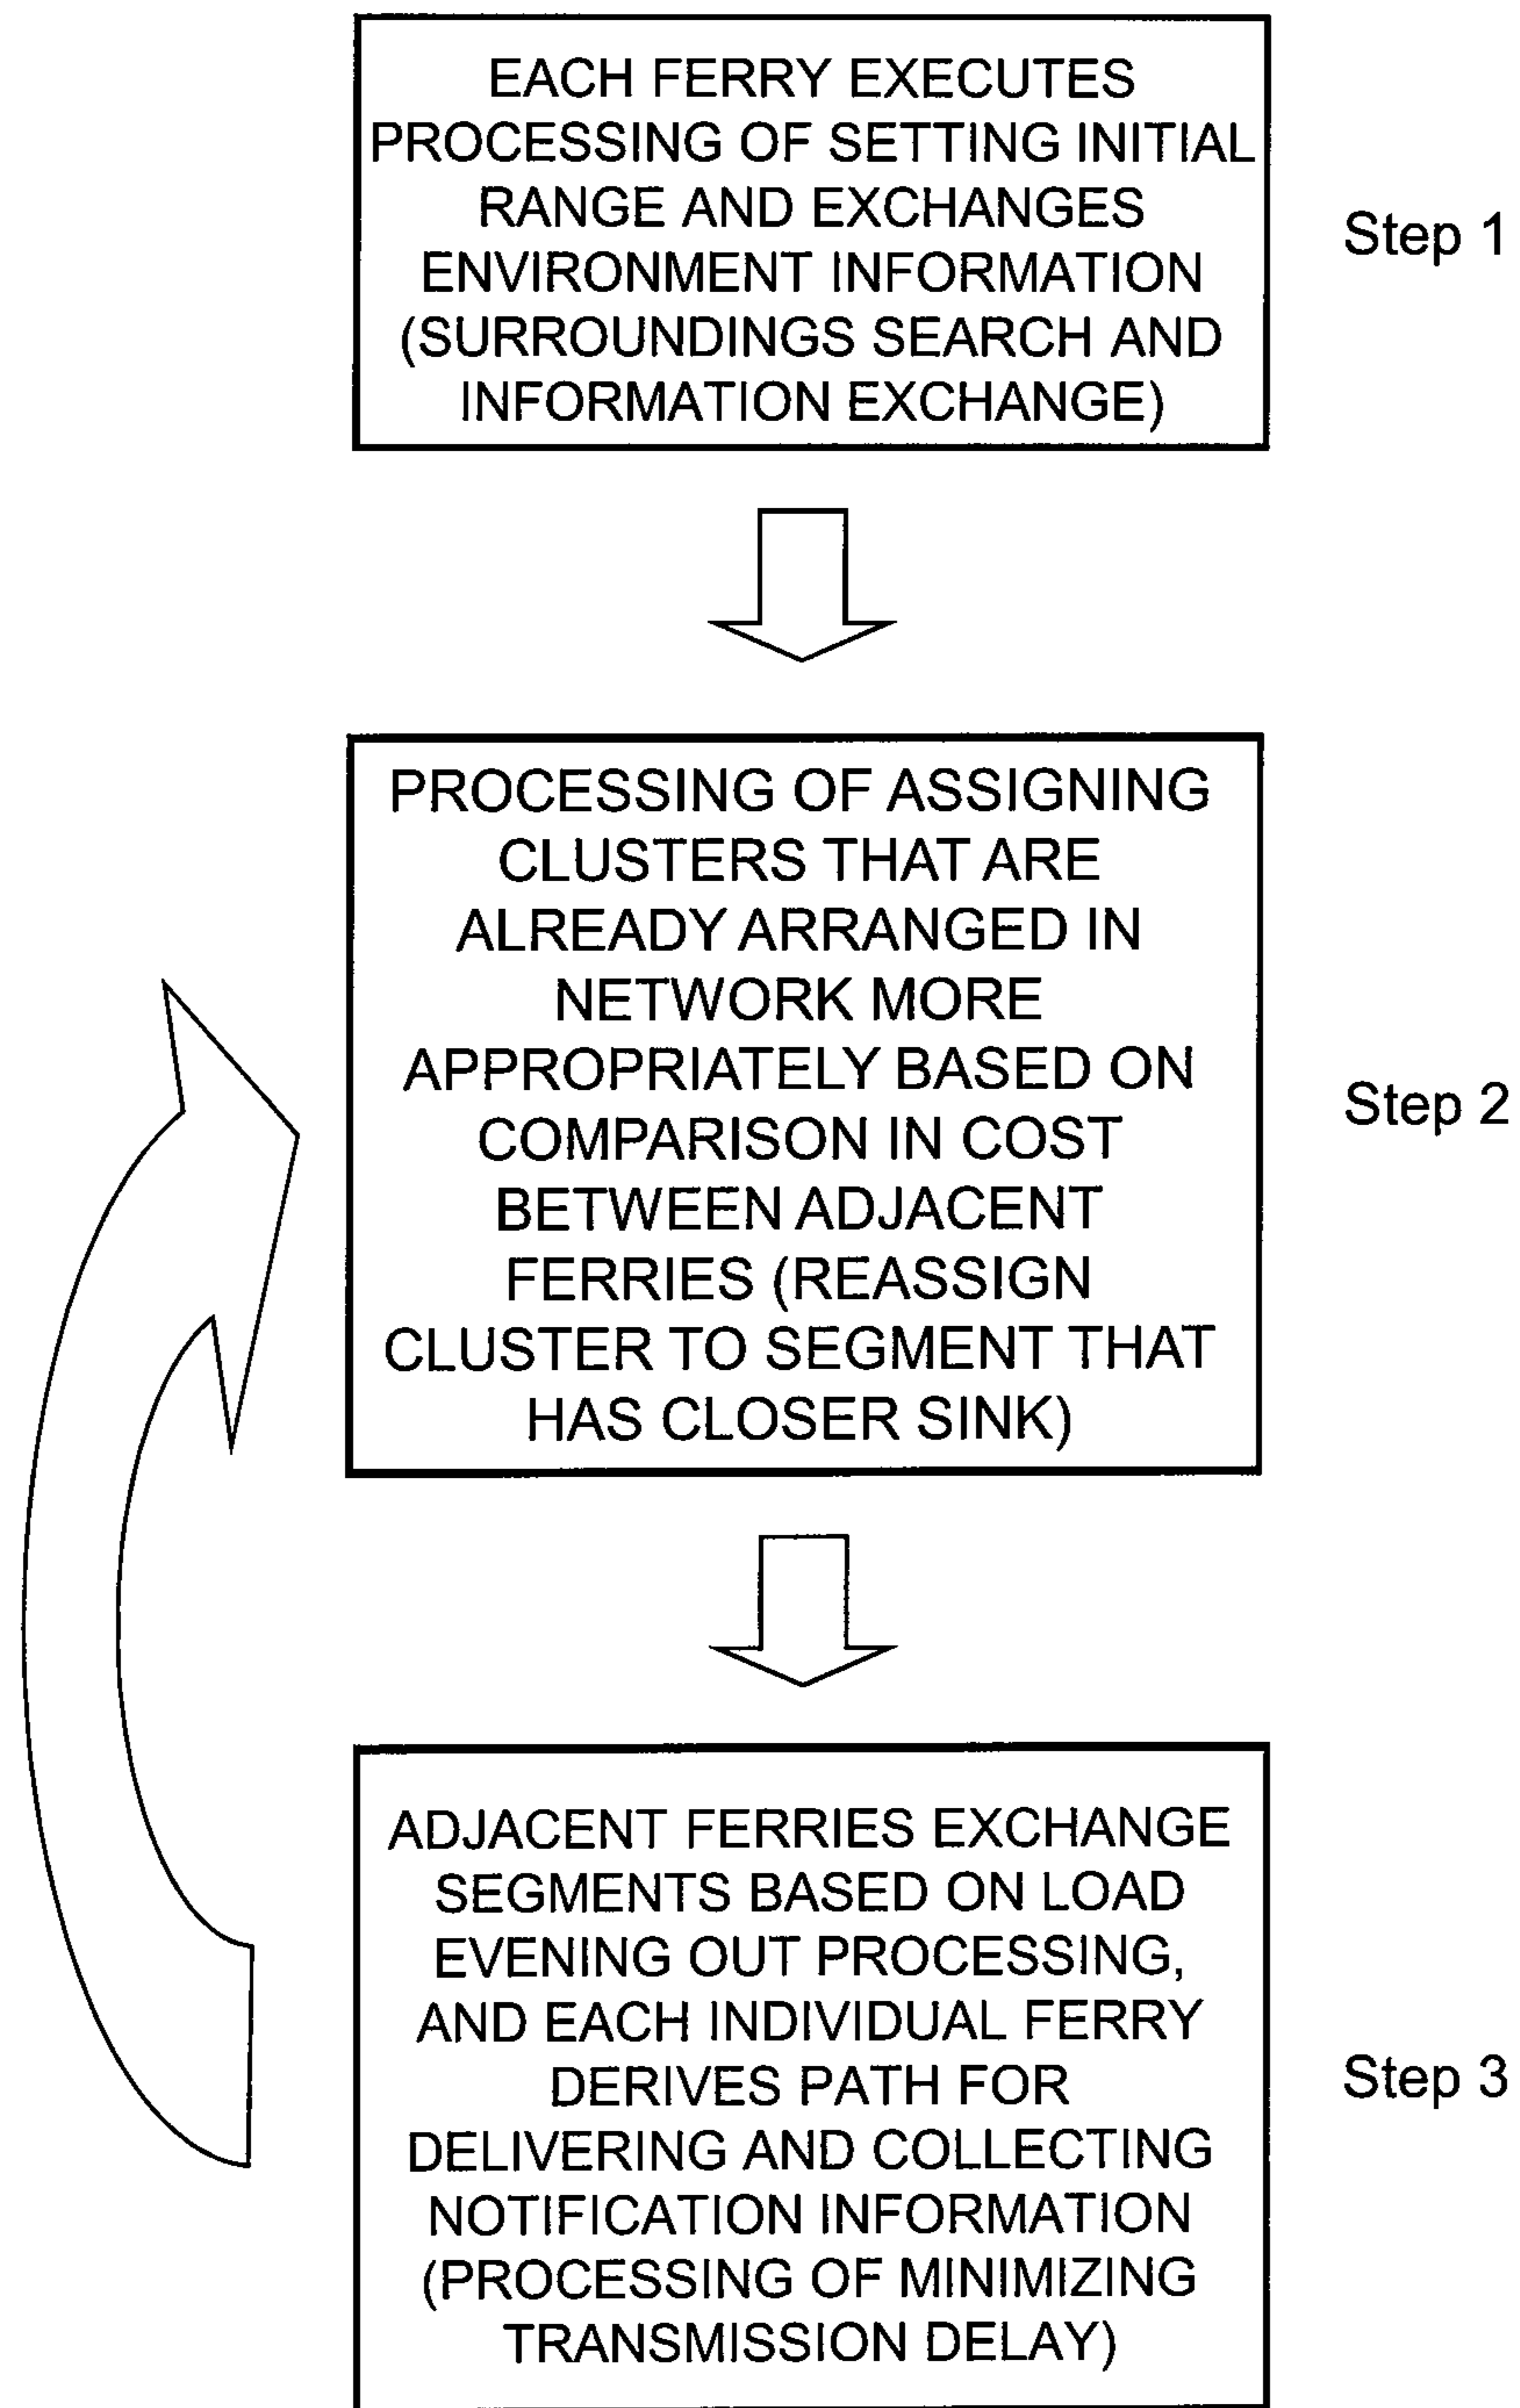 EACH FERRY EXECUTES
PROCESSING OF SETTING INITIAL
RANGE AND EXCHANGES
ENVIRONMENT INFORMATION
(SURROUNDINGS SEARCH AND
INFORMATION EXCHANGE)
Step 1
PROCESSING OF ASSIGNING
CLUSTERS THAT ARE
ALREADY ARRANGED IN
NETWORK MORE
APPROPRIATELY BASED ON
COMPARISON IN COST
BETWEEN ADJACENT
FERRIES (REASSIGN
CLUSTER TO SEGMENT THAT
HAS CLOSER SINK)
Step 2
ADJACENT FERRIES EXCHANGE
SEGMENTS BASED ON LOAD
EVENING OUT PROCESSING,
AND EACH INDIVIDUAL FERRY
DERIVES PATH FOR
DELIVERING AND COLLECTING
NOTIFICATION INFORMATION
(PROCESSING OF MINIMIZING
TRANSMISSION DELAY)
Step 3